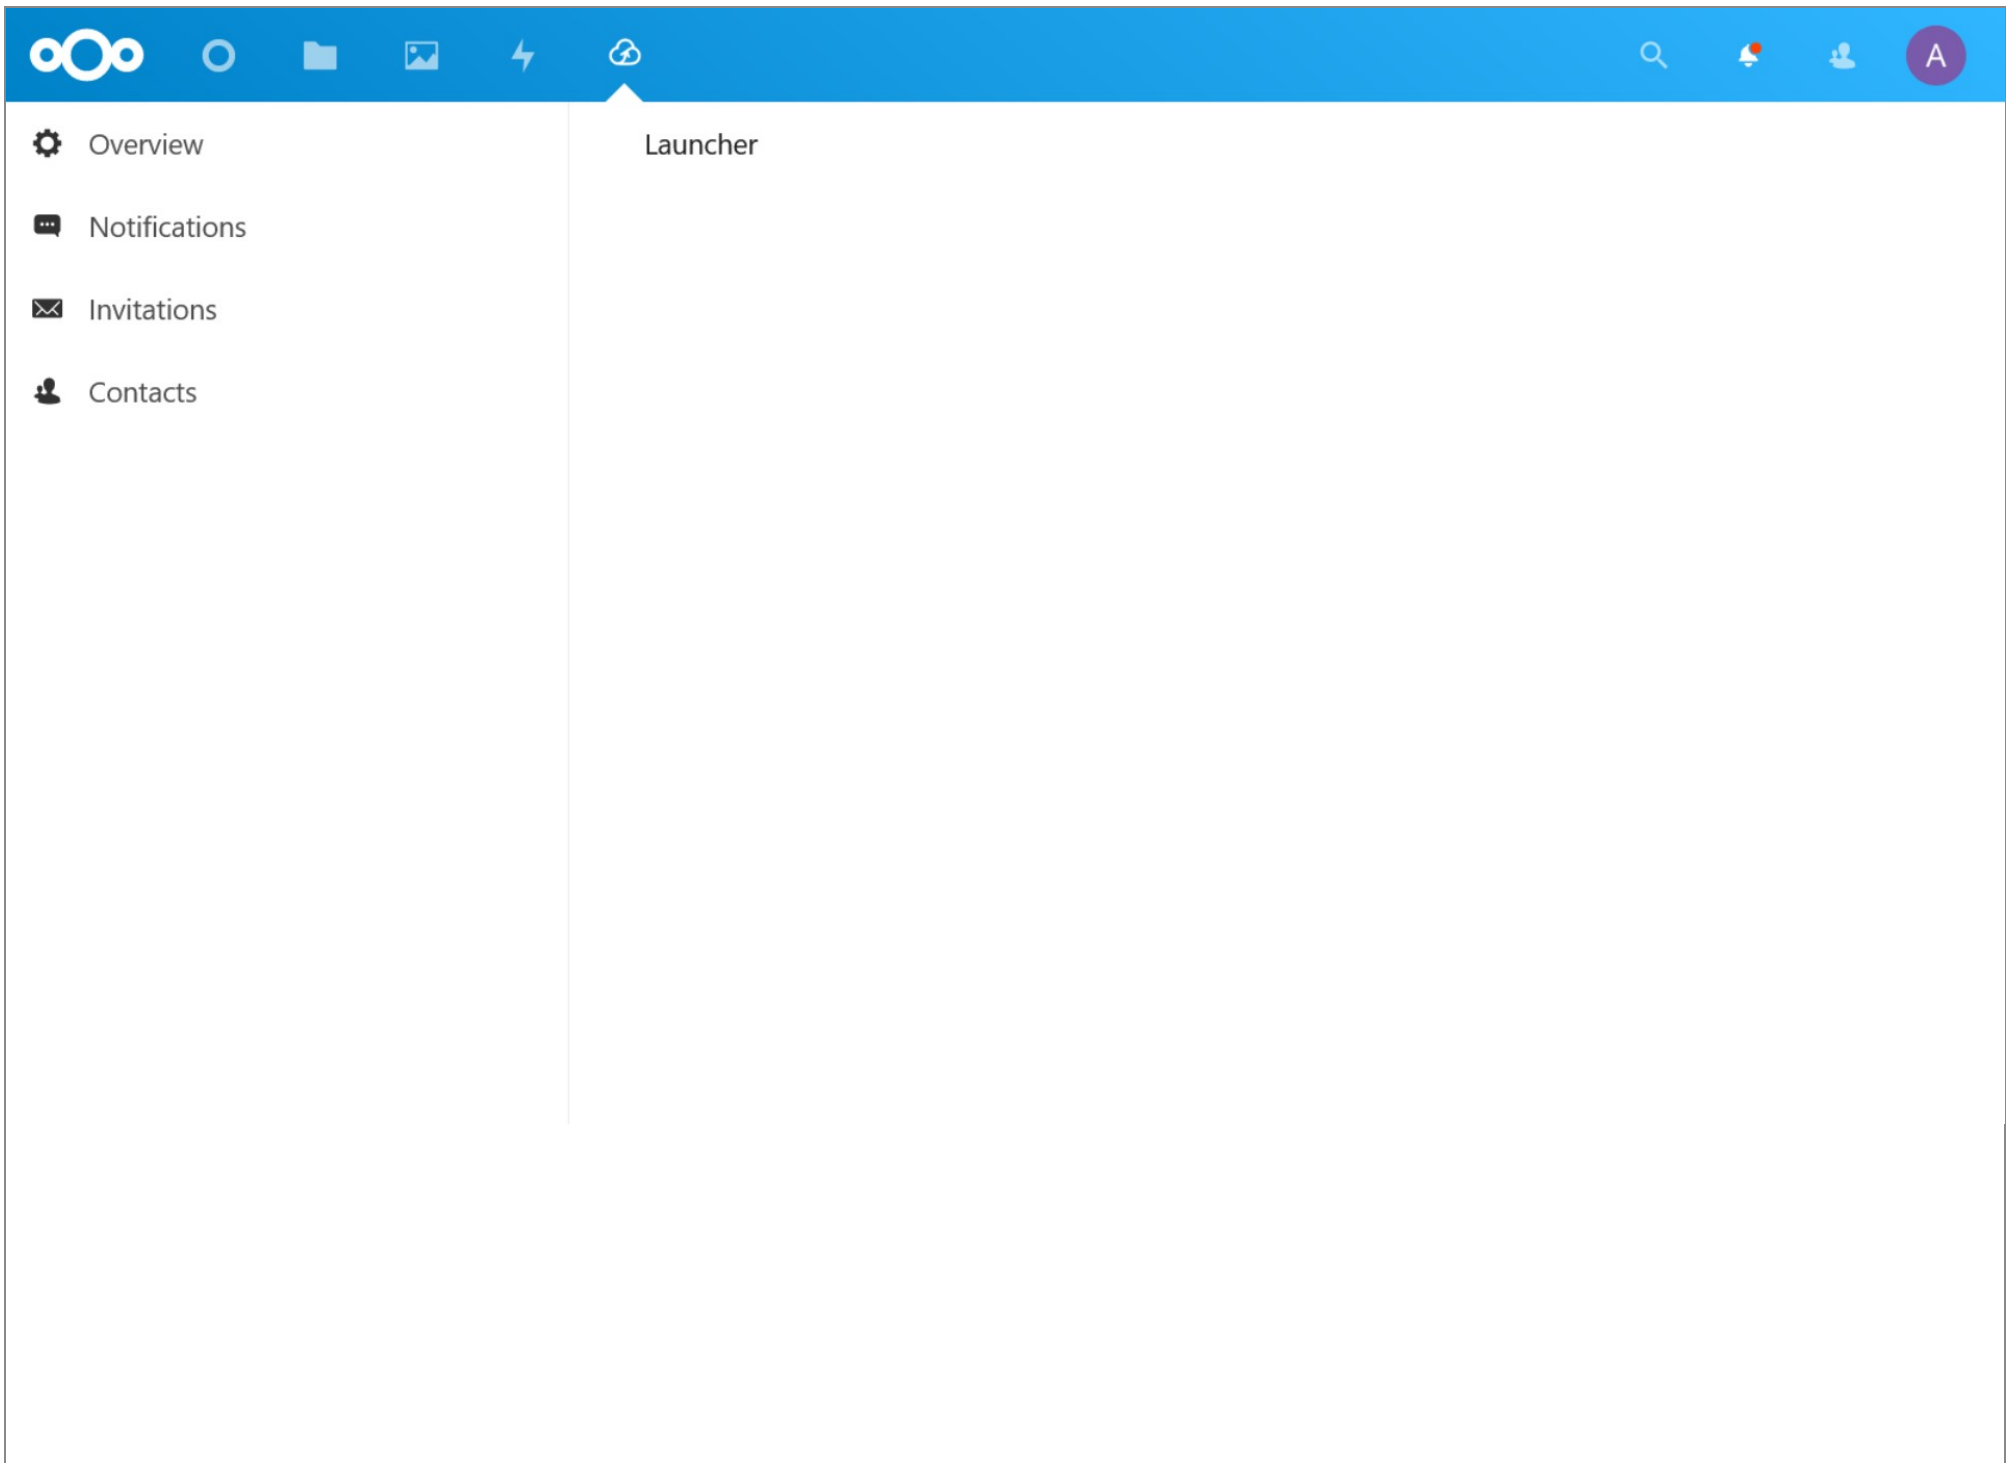 A
Overview
Launcher
Notifications
Invitations
Contacts